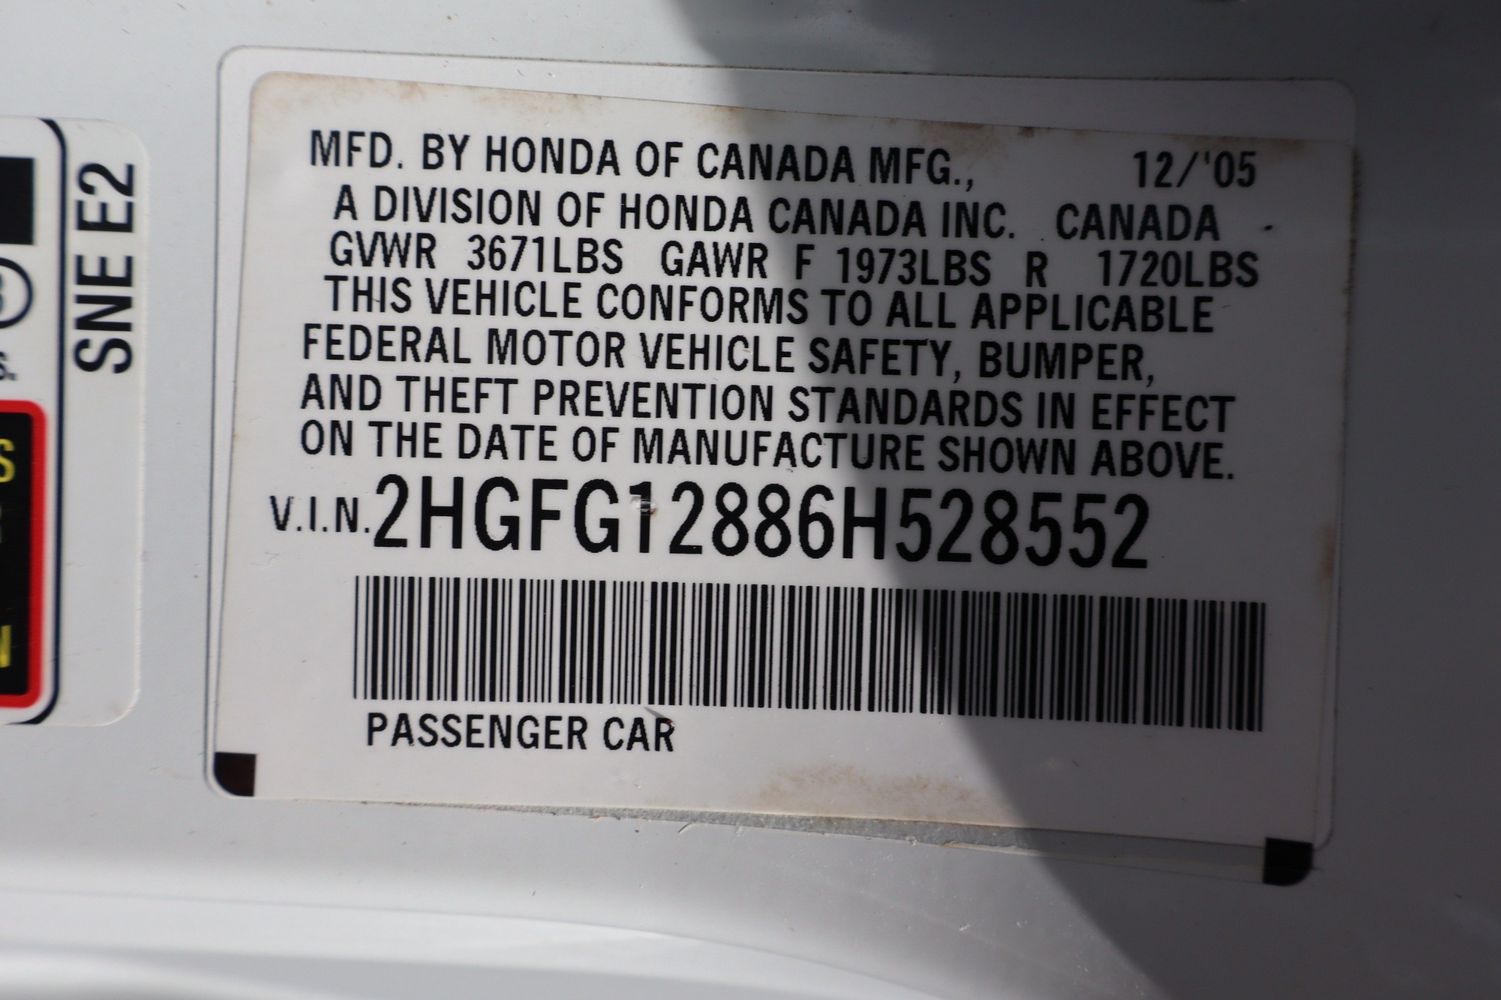 MFD. BY HONDA OF CANADA MFG., 12/'05
A DIVISION OF HONDA CANADA INC. CANADA
GVWR 3671LBS GAWR F 1973LBS R 1720LBS
THIS VEHICLE CONFORMS TO ALL APPLICABLE
FEDERAL MOTOR VEHICLE SAFETY, BUMPER,
AND THEFT PREVENTION STANDARDS IN EFFECT
ON THE DATE OF MANUFACTURE SHOWN ABOVE.
V.I.N. 2HGFG12886H528552
PASSENGER CAR
SNE E2